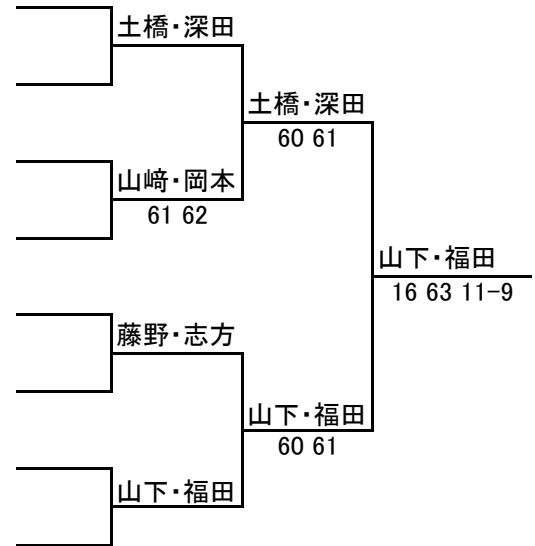 土橋・深田
土橋・深田
60 61
山﨑・岡本
61 62
山下・福田
16 63 11-9
藤野・志方
山下・福田
60 61
山下・福田